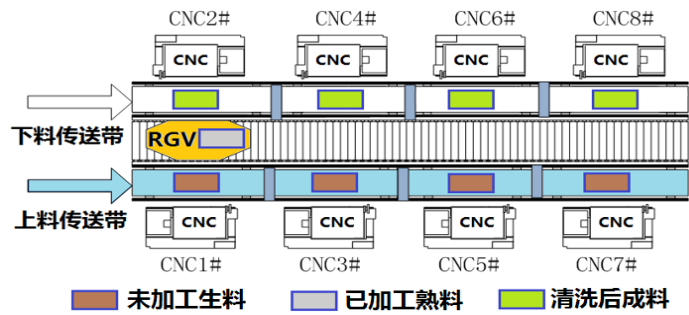 CNC2# CNC4# CNC6# CNC8#
CNC CNC CNC CNC
下料传送带
RGV
上料传送带
CNC CNC CNC CNC
CNC1# CNC3# CNC5# CNC7#
未加工生料 已加工熟料 清洗后成料